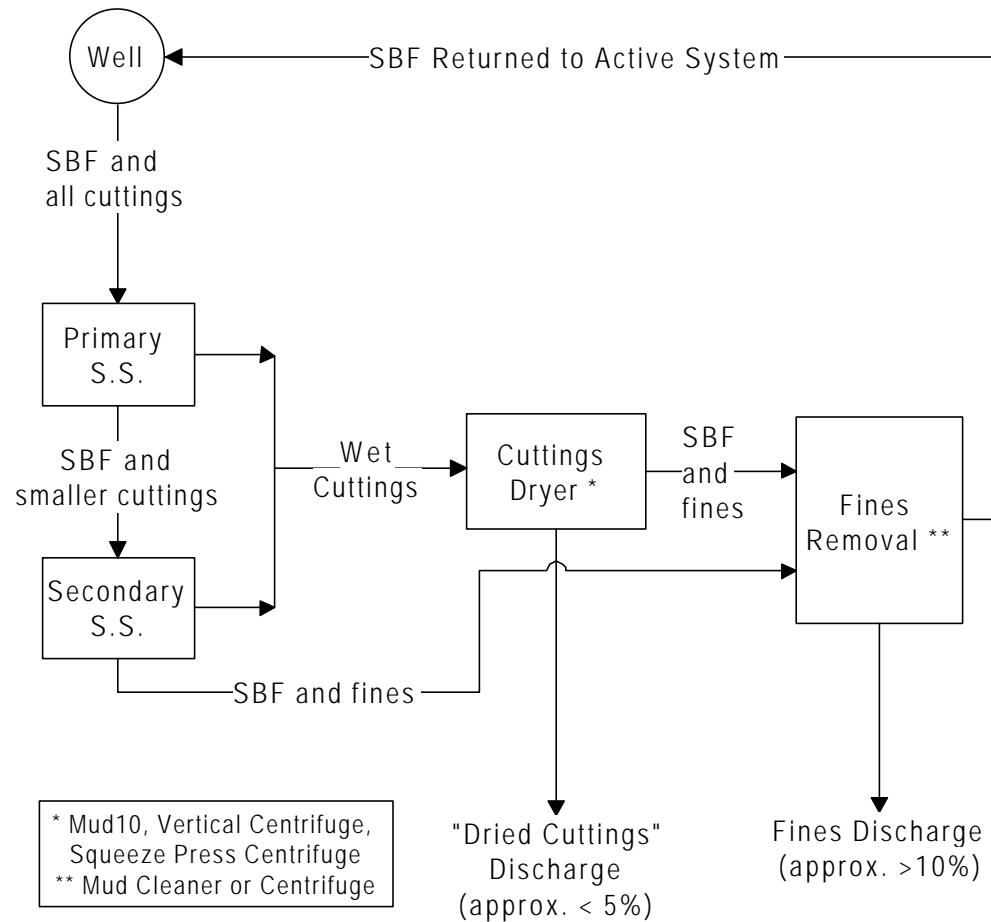 Well
SBF Returned to Active System
SBF and
all cuttings
Primary
S.S.
SBF and
smaller cuttings
Secondary
S.S.
Wet
Cuttings
Cuttings
Dryer *
SBF
and
fines
Fines
Removal **
SBF and fines
* Mud10, Vertical Centrifuge,
Squeeze Press Centrifuge
** Mud Cleaner or Centrifuge
"Dried Cuttings"
Discharge
(approx. < 5%)
Fines Discharge
(approx. >10%)